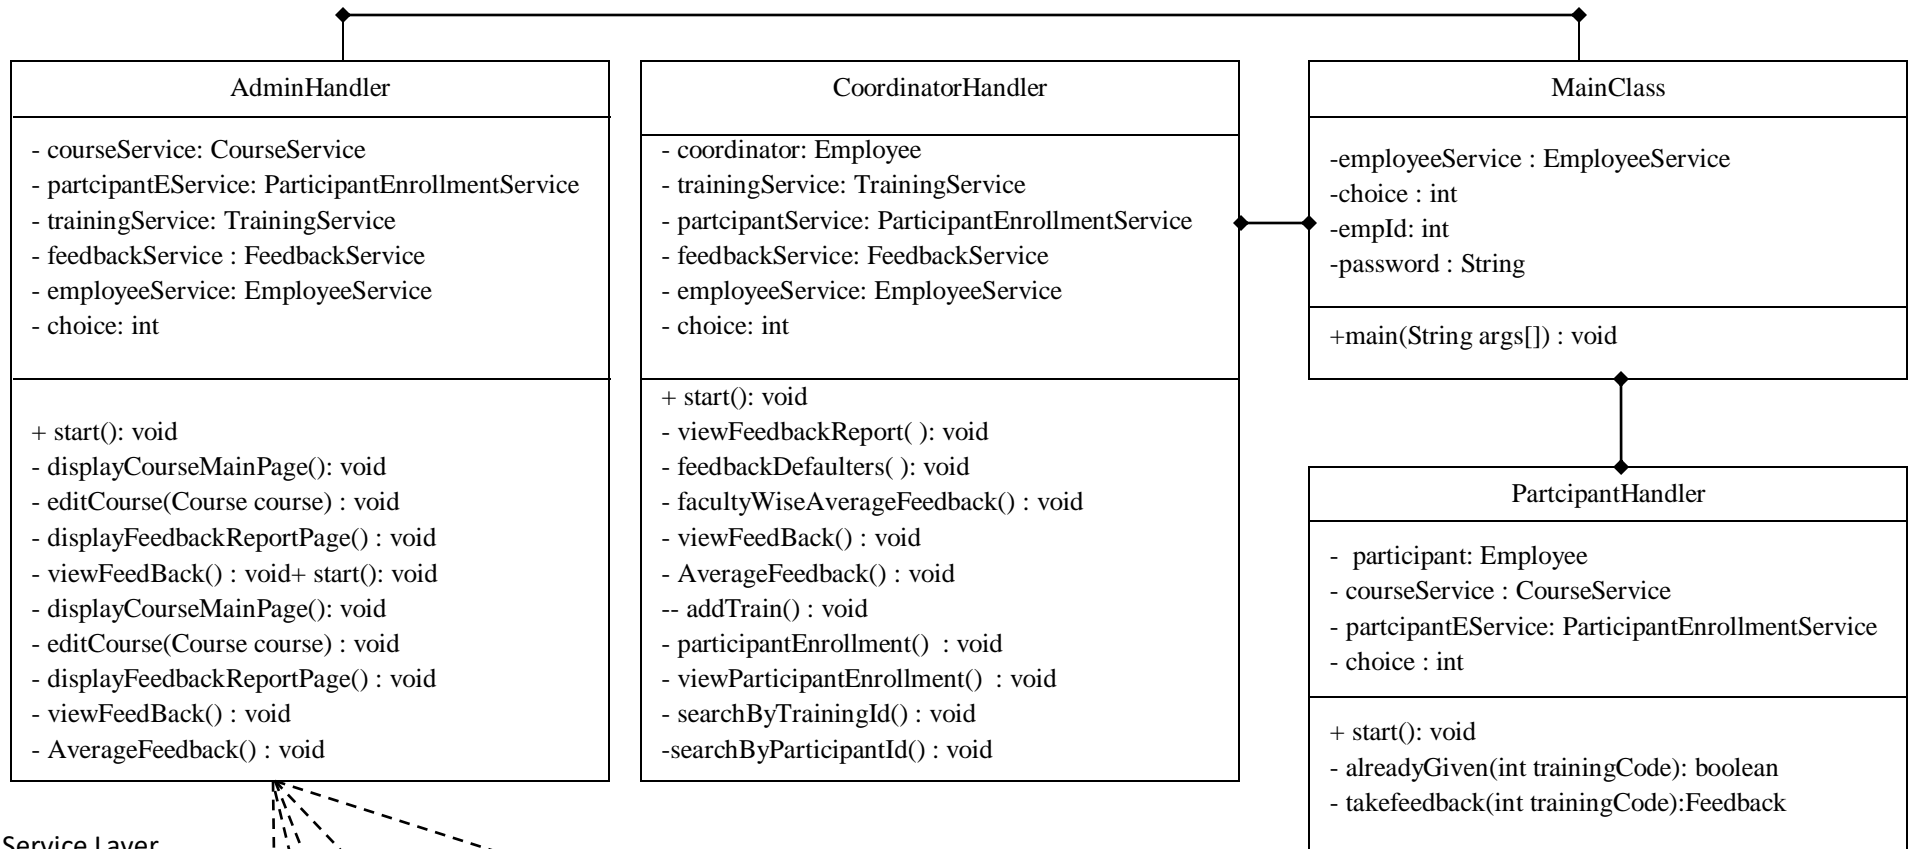 AdminHandler
- courseService: CourseService
- partcipantEService: ParticipantEnrollmentService
- trainingService: TrainingService
- feedbackService : FeedbackService
- employeeService: EmployeeService
- choice: int
+ start(): void
- displayCourseMainPage(): void
- editCourse(Course course) : void
- displayFeedbackReportPage() : void
- viewFeedBack() : void+ start(): void
- displayCourseMainPage(): void
- editCourse(Course course) : void
- displayFeedbackReportPage() : void
- viewFeedBack() : void
- AverageFeedback() : void
CoordinatorHandler
- coordinator: Employee
- trainingService: TrainingService
- partcipantService: ParticipantEnrollmentService
- feedbackService: FeedbackService
- employeeService: EmployeeService
- choice: int
+ start(): void
- viewFeedbackReport( ): void
- feedbackDefaulters( ): void
- facultyWiseAverageFeedback() : void
- viewFeedBack() : void
- AverageFeedback() : void
-- addTrain() : void
- participantEnrollment()  : void
- viewParticipantEnrollment()  : void
- searchByTrainingId() : void
-searchByParticipantId() : void
MainClass
-employeeService : EmployeeService
-choice : int
-empId: int
-password : String
+main(String args[]) : void
PartcipantHandler
-  participant: Employee
- courseService : CourseService
- partcipantEService: ParticipantEnrollmentService
- choice : int
+ start(): void
- alreadyGiven(int trainingCode): boolean
- takefeedback(int trainingCode):Feedback
Service Layer